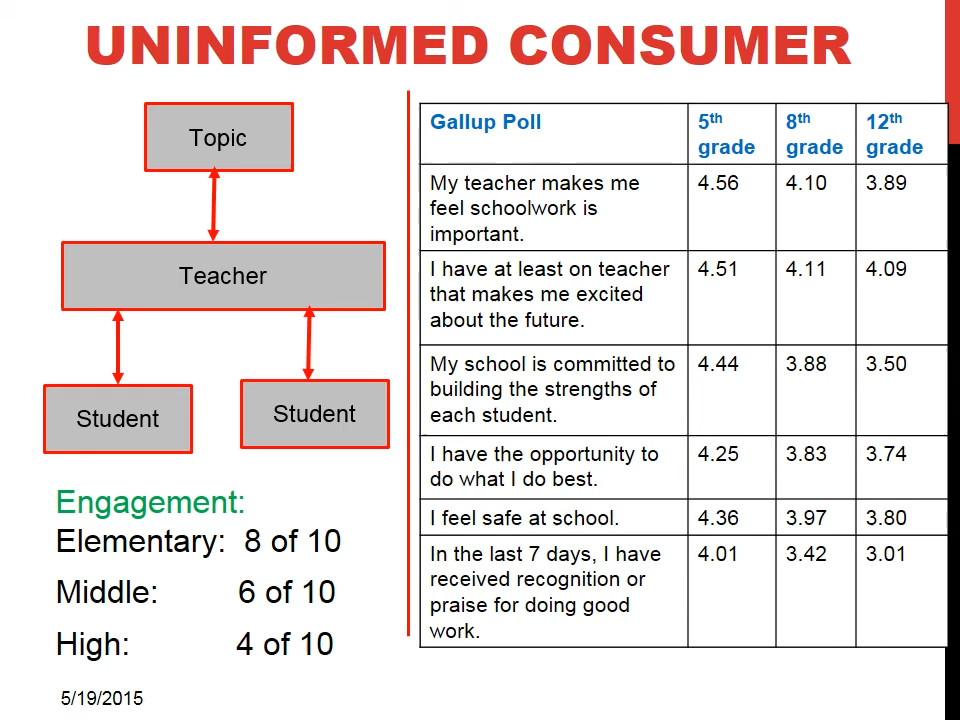 UNINFORMED CONSUMER
Topic
Teacher
Student
Student
Engagement:
Elementary: 8 of 10
Middle: 6 of 10
High: 4 of 10
5/19/2015
Gallup Poll
5th
grade
8th
grade
12th
grade
My teacher makes me
feel schoolwork is
important.
4.56
4.10
3.89
I have at least on teacher
that makes me excited
about the future.
4.51
4.11
4.09
My school is committed to
building the strengths of
each student.
4.44
3.88
3.50
I have the opportunity to
do what I do best.
4.25
3.83
3.74
I feel safe at school.
4.36
3.97
3.80
In the last 7 days, I have
received recognition or
praise for doing good
work.
4.01
3.42
3.01